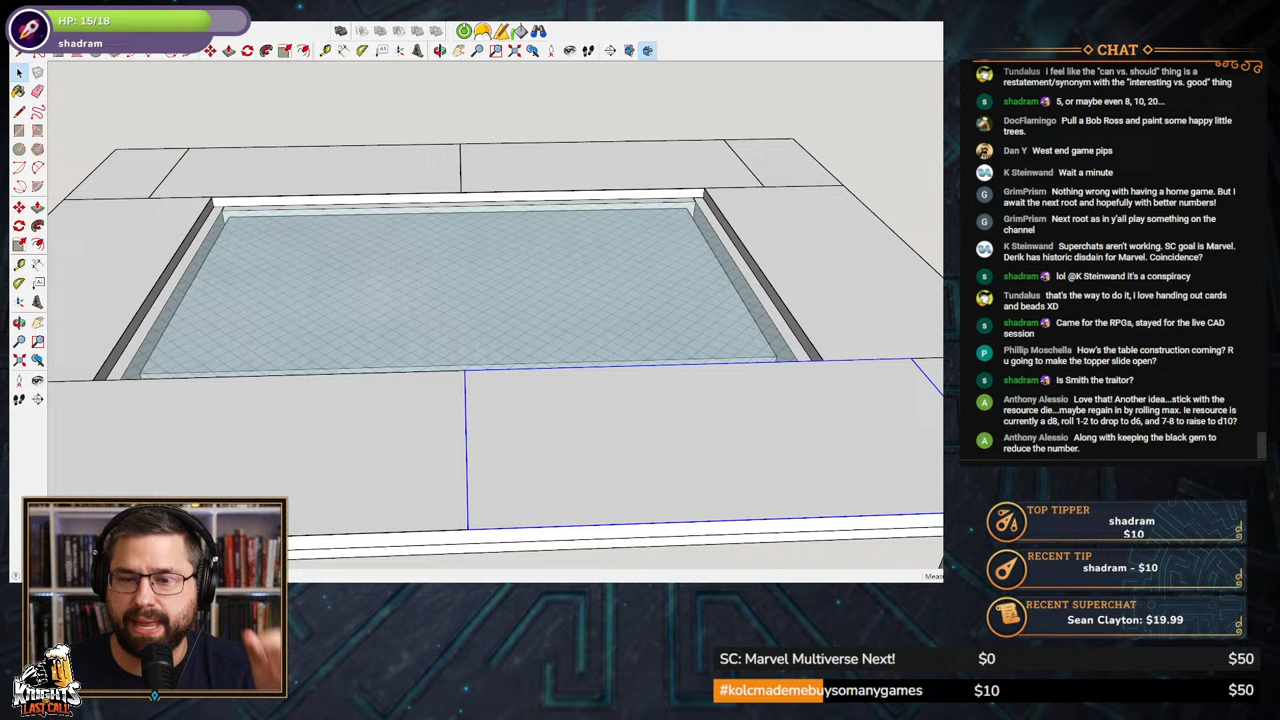 HP: 15/18
shadram
CHAT
Tundalus I feel like the "can vs. should" thing is a
restatement/synonym with the "interesting vs. good" thing
shadram 5, or maybe even 8, 10, 20...
DocFlamingo Pull a Bob Ross and paint some happy little
trees.
Dan Y West end game pips
K Steinwand Wait a minute
GrimPrism Nothing wrong with having a home game. But I
await the next root and hopefully with better numbers!
GrimPrism Next root as in y'all play something on the
channel
K Steinwand Superchats aren't working. SC goal is Marvel.
Derik has historic disdain for Marvel. Coincidence?
shadram lol @K Steinwand it's a conspiracy
Tundalus that's the way to do it, i love handing out cards
and beads XD
shadram Came for the RPGs, stayed for the live CAD
session
Phillip Moschella How's the table construction coming? R
u going to make the topper slide open?
shadram Is Smith the traitor?
Anthony Alessio Love that! Another idea...stick with the
resource die...maybe regain in by rolling max. Ie resource is
currently a d8, roll 1-2 to drop to d6, and 7-8 to raise to d10?
Anthony Alessio Along with keeping the black gem to
reduce the number.
TOP TIPPER
shadram
$10
RECENT TIP
shadram - $10
RECENT SUPERCHAT
Sean Clayton: $19.99
Meas
SC: Marvel Multiverse Next! $0 $50
#kolcmademebuysomanygames $10 $50
KNIGHTS
OF
LAST CALL